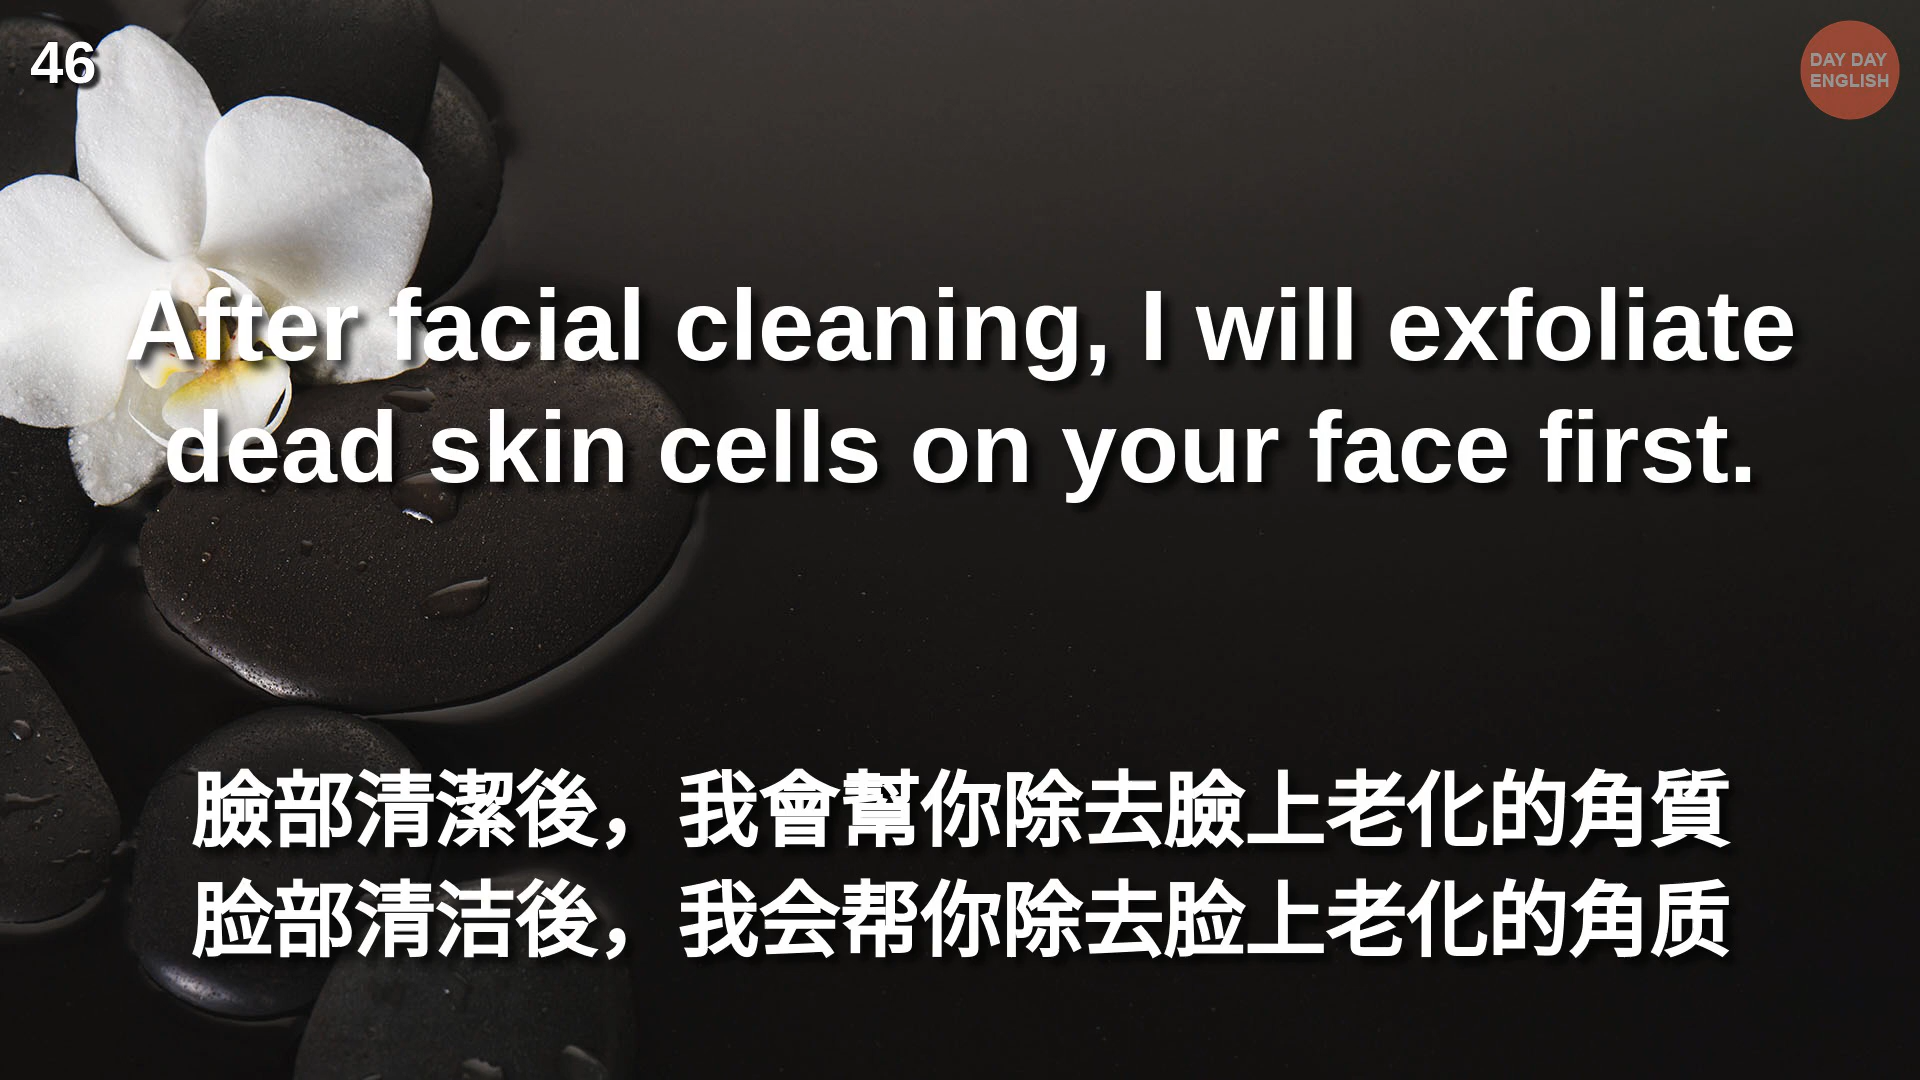 46
DAY DAY
ENGLISH
After facial cleaning, I will exfoliate
dead skin cells on your face first.
臉部清潔後，我會幫你除去臉上老化的角質
脸部清洁後，我会帮你除去脸上老化的角质